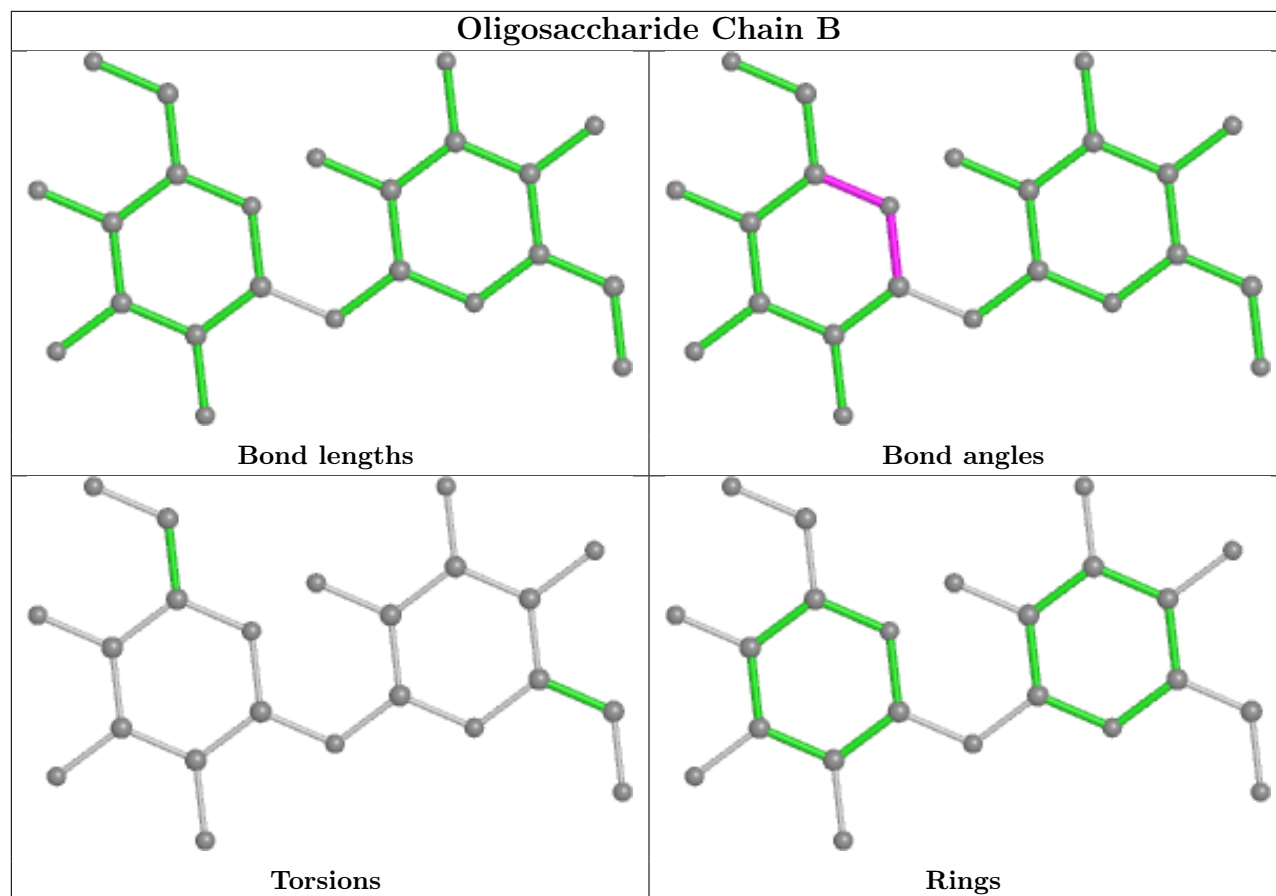 Oligosaccharide Chain B
Bond lengths
Bond angles
Torsions
Rings